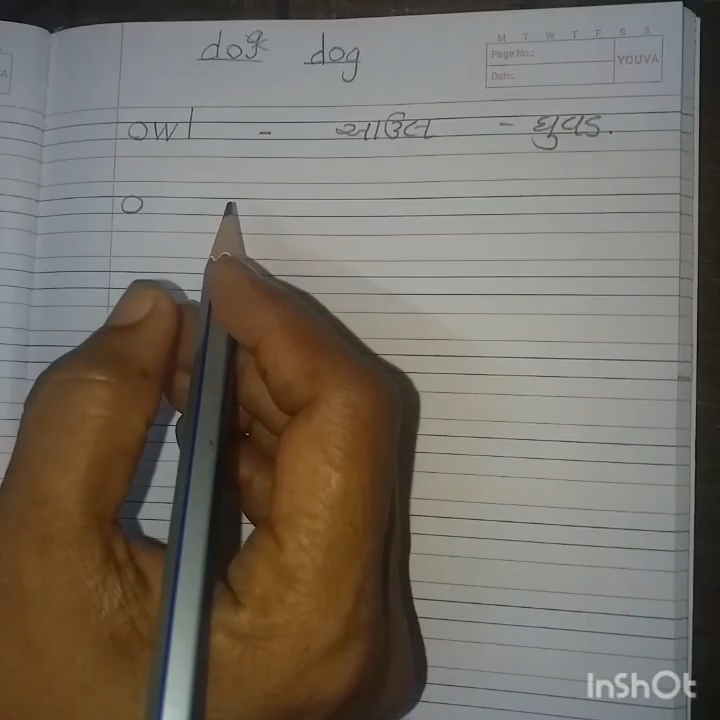 dog dog
M T W T F S S
Page No.:
Date:
YOUVA
owl - આઉલ - ઘુવડ.
o
InShOt